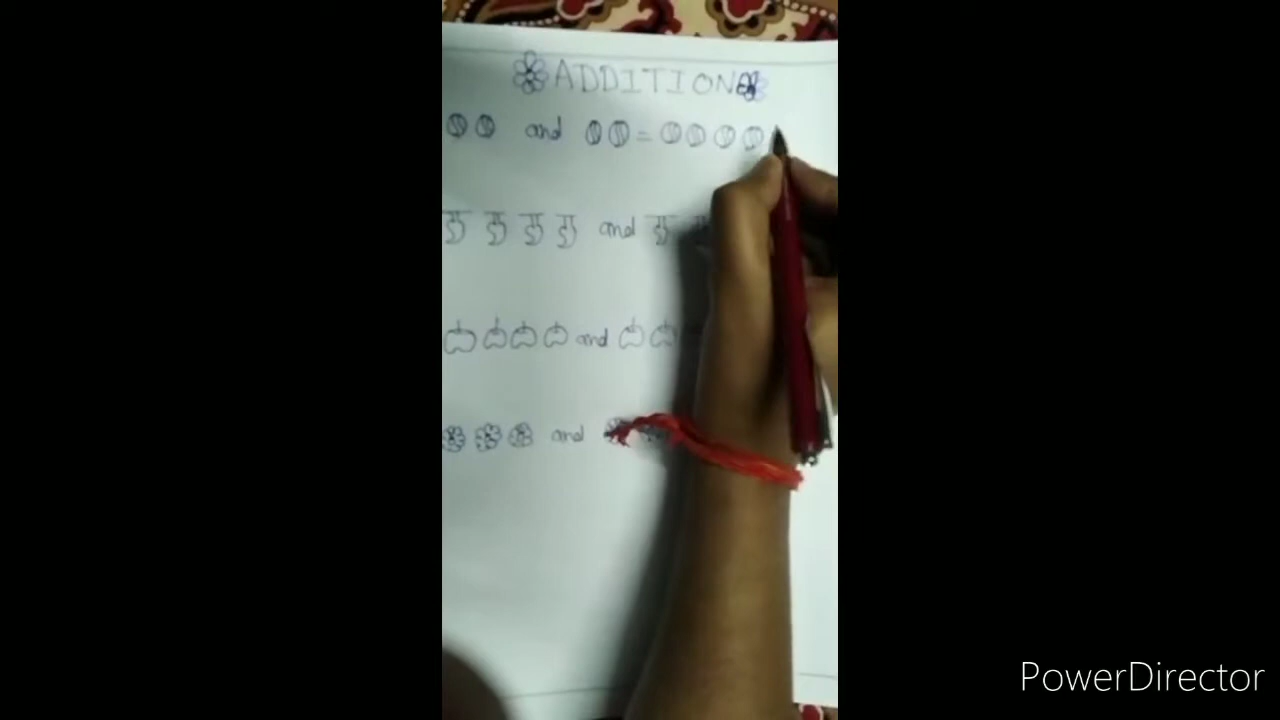 ADDITION
and =
and
and
and
PowerDirector